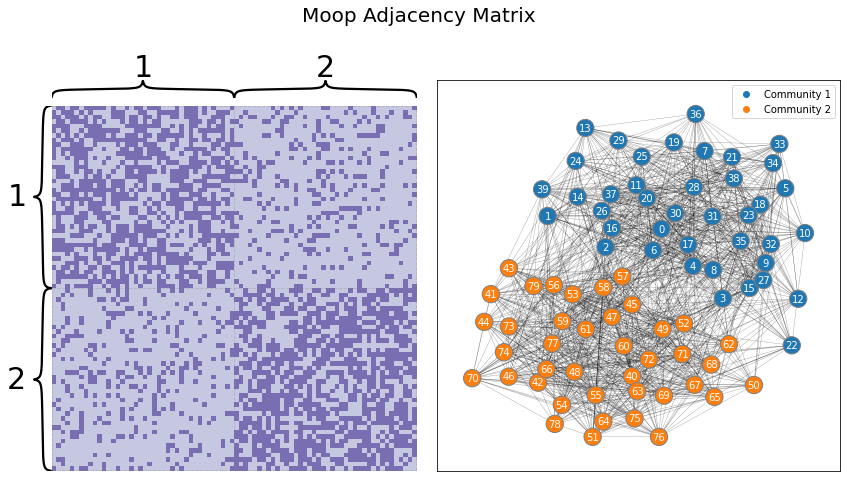 Moop Adjacency Matrix
1 2
1
2
Community 1
Community 2
36
13
29 19 33
7
25 21
24 34
38
11 28 5
39 37
14 20 18
26 30 23
1 31
16 0 10
35
2 6 17 32
9
43 4 8
57 27
79 56 58 15
41 53 3 12
45
44 47
59 52
73 61 49
77 60 62 22
74 72 71
66 68
70 46 48 40
42 67 50
55 63 69 65
54
78 64 75
51 76